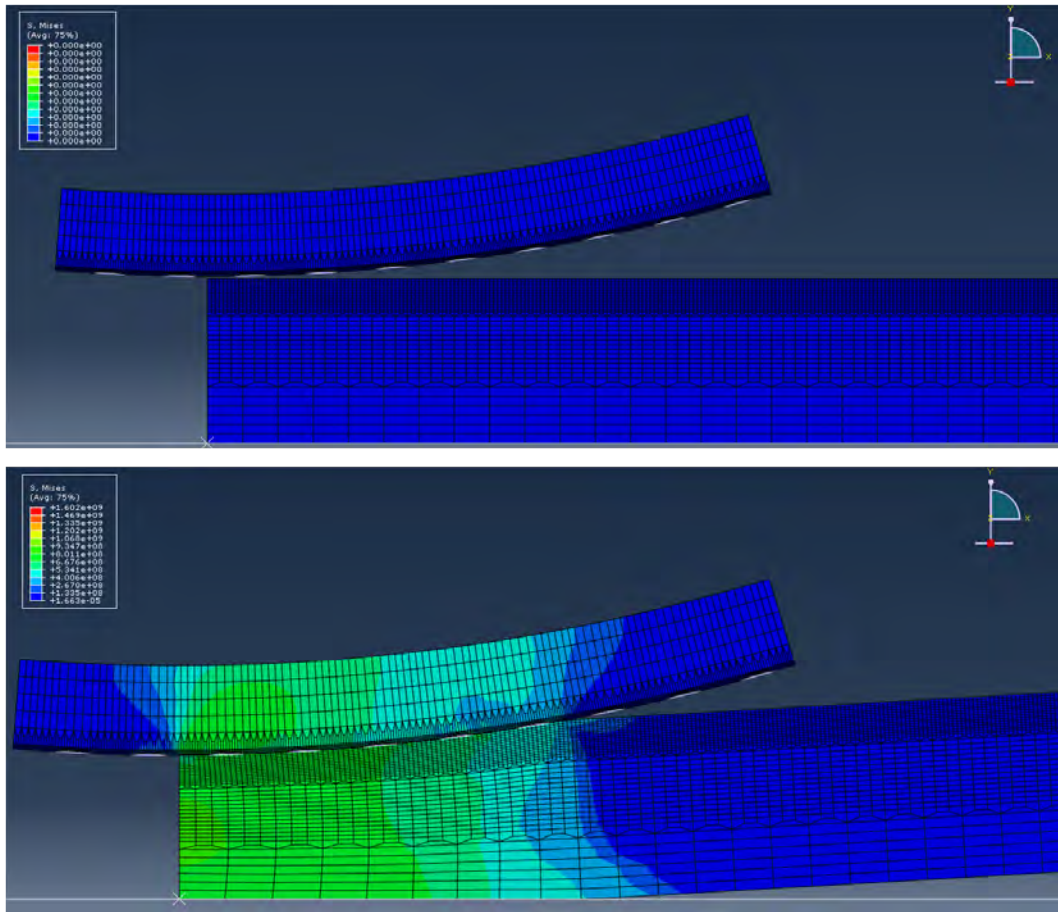 S, Mises
(Avg: 75%)
+0.000e+00
+0.000e+00
+0.000e+00
+0.000e+00
+0.000e+00
+0.000e+00
+0.000e+00
+0.000e+00
+0.000e+00
+0.000e+00
+0.000e+00
+0.000e+00
+0.000e+00
Y
X
S, Mises
(Avg: 75%)
+1.602e+09
+1.469e+09
+1.335e+09
+1.202e+09
+1.068e+09
+9.347e+08
+8.011e+08
+6.676e+08
+5.341e+08
+4.006e+08
+2.670e+08
+1.335e+08
+1.663e-05
Y
X